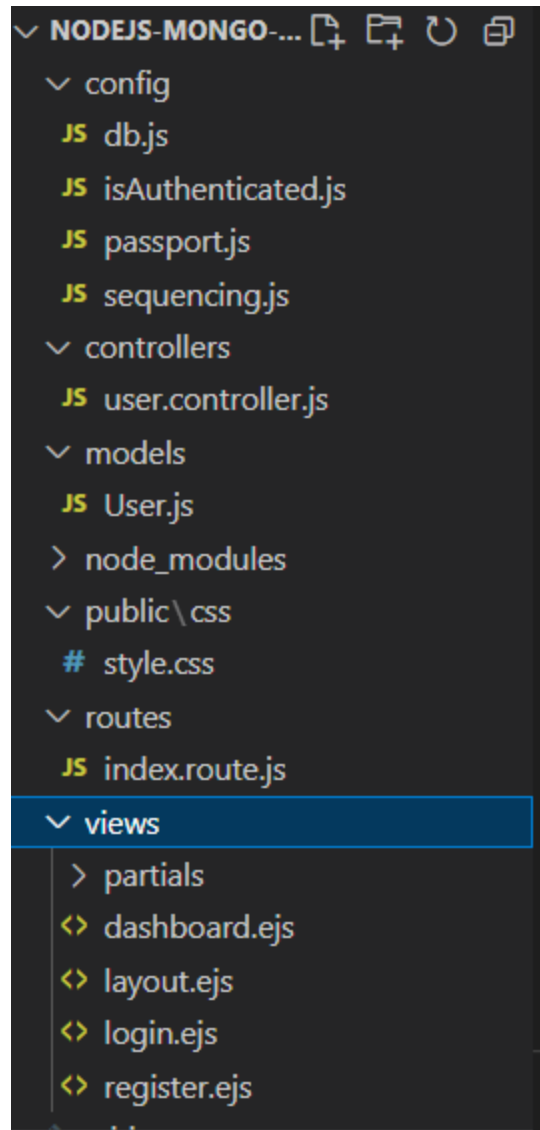 NODEJS-MONGO-...
config
JS db.js
JS isAuthenticated.js
JS passport.js
JS sequencing.js
controllers
JS user.controller.js
models
JS User.js
node_modules
public\css
# style.css
routes
JS index.route.js
views
partials
<> dashboard.ejs
<> layout.ejs
<> login.ejs
<> register.ejs